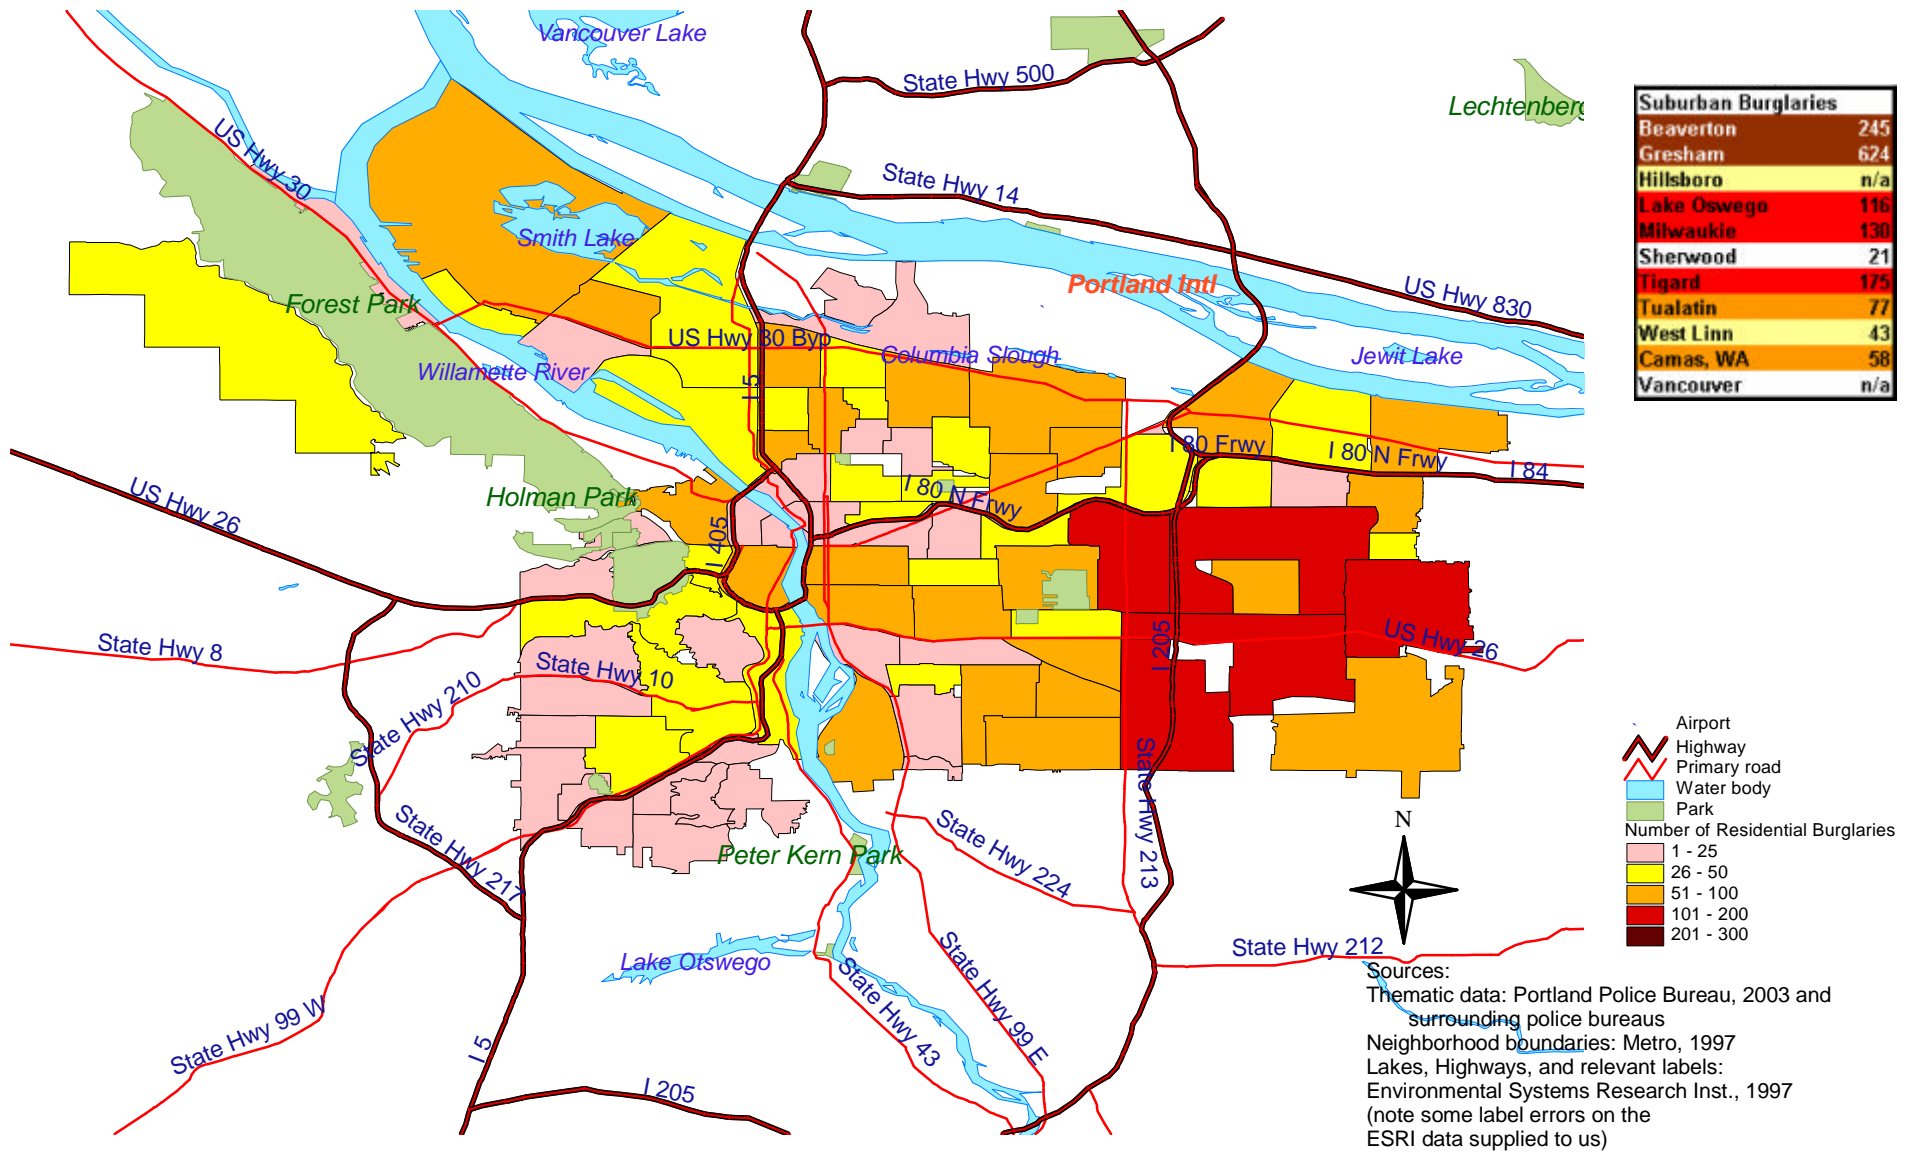 Vancouver Lake
State Hwy 500
Lechtenberg
US Hwy 30
State Hwy 14
Smith Lake
Portland Intl
US Hwy 830
Forest Park
US Hwy 30 Byp
Columbia Slough
Jewit Lake
Willamette River
I 5
I 80 Frwy
I 80 N Frwy
I 84
US Hwy 26
Holman Park
I 80 N Frwy
I 405
State Hwy 8
State Hwy 10
State Hwy 210
I 205
US Hwy 26
State Hwy 213
State Hwy 217
Peter Kern Park
State Hwy 224
Lake Otswego
State Hwy 43
State Hwy 99 E
State Hwy 212
State Hwy 99 W
I 5
I 205
Suburban Burglaries
Beaverton 245
Gresham 624
Hillsboro n/a
Lake Oswego 116
Milwaukie 130
Sherwood 21
Tigard 175
Tualatin 77
West Linn 43
Camas, WA 58
Vancouver n/a
Airport
Highway
Primary road
Water body
Park
Number of Residential Burglaries
1 - 25
26 - 50
51 - 100
101 - 200
201 - 300
N
Sources:
Thematic data: Portland Police Bureau, 2003 and
surrounding police bureaus
Neighborhood boundaries: Metro, 1997
Lakes, Highways, and relevant labels:
Environmental Systems Research Inst., 1997
(note some label errors on the
ESRI data supplied to us)